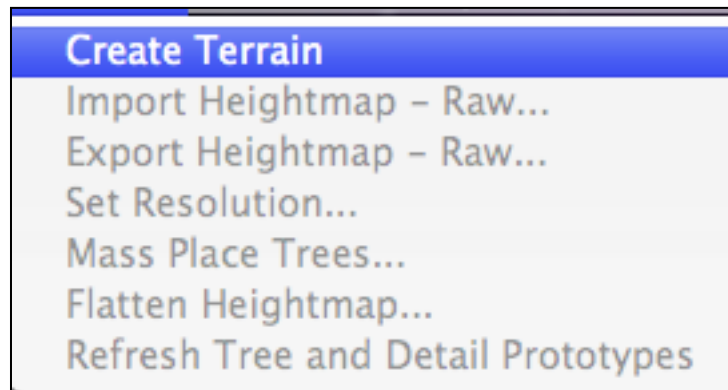 Create Terrain
Import Heightmap – Raw...
Export Heightmap – Raw...
Set Resolution...
Mass Place Trees...
Flatten Heightmap...
Refresh Tree and Detail Prototypes